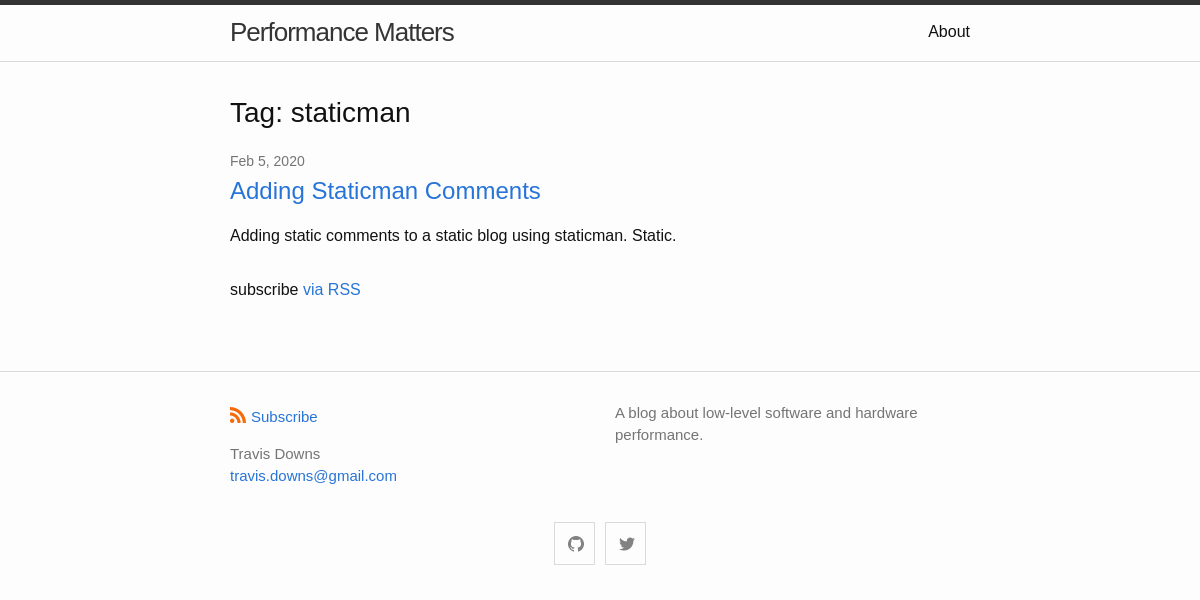 Performance Matters
About
Tag: staticman
Feb 5, 2020
Adding Staticman Comments
Adding static comments to a static blog using staticman. Static.
subscribe via RSS
Subscribe
Travis Downs
travis.downs@gmail.com
A blog about low-level software and hardware
performance.